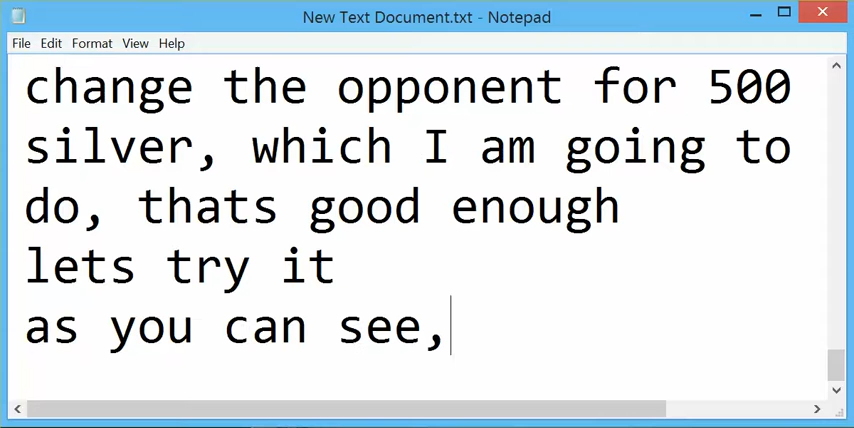 New Text Document.txt - Notepad
File Edit Format View Help
change the opponent for 500
silver, which I am going to
do, thats good enough
lets try it
as you can see,